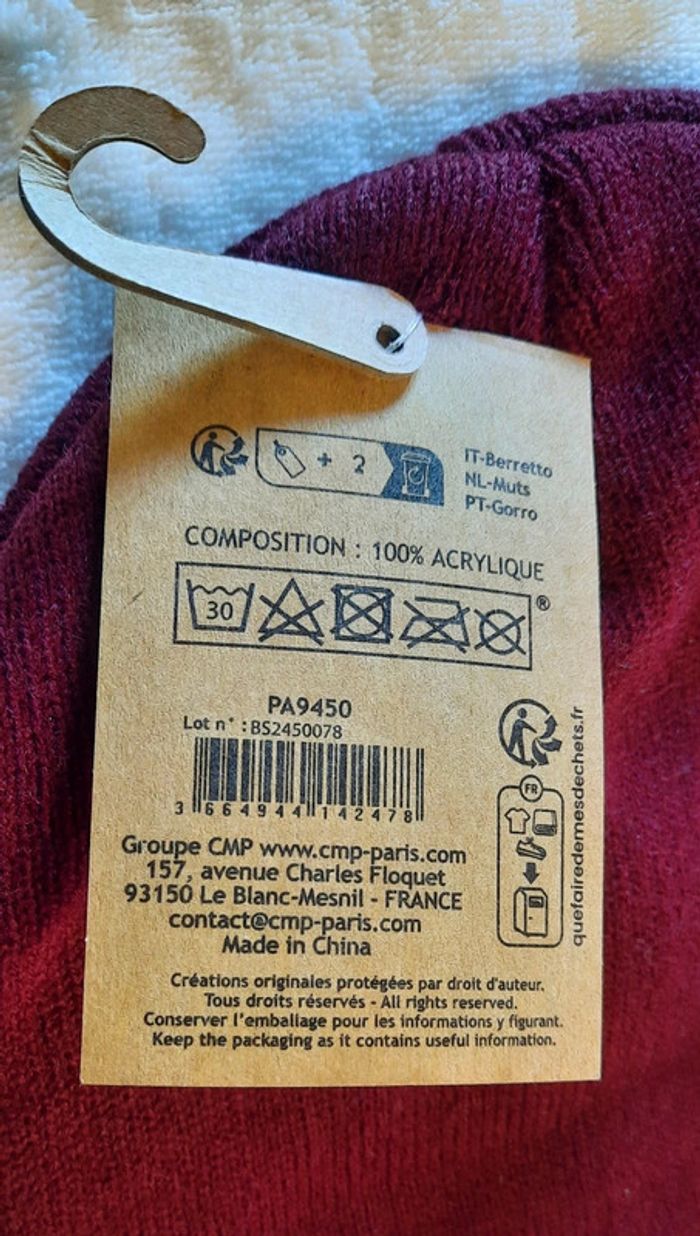 + 2
IT-Berretto
NL-Muts
PT-Gorro
COMPOSITION : 100% ACRYLIQUE
30
®
PA9450
Lot n° : BS2450078
3 664944 142478
FR
quefairedemesdechets.fr
Groupe CMP www.cmp-paris.com
157, avenue Charles Floquet
93150 Le Blanc-Mesnil - FRANCE
contact@cmp-paris.com
Made in China
Créations originales protégées par droit d'auteur.
Tous droits réservés - All rights reserved.
Conserver l'emballage pour les informations y figurant.
Keep the packaging as it contains useful information.